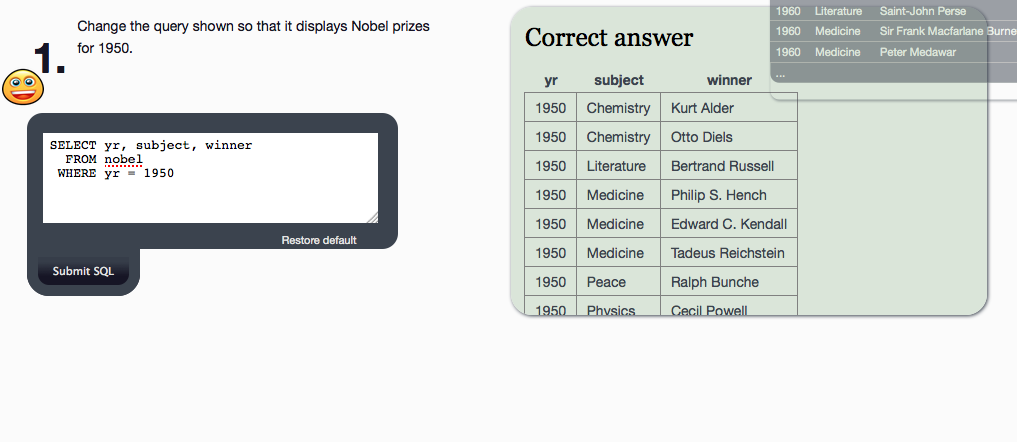 1.
Change the query shown so that it displays Nobel prizes
for 1950.
SELECT yr, subject, winner
FROM nobel
WHERE yr = 1950
Restore default
Submit SQL
Correct answer
yr subject winner
1950 Chemistry Kurt Alder
1950 Chemistry Otto Diels
1950 Literature Bertrand Russell
1950 Medicine Philip S. Hench
1950 Medicine Edward C. Kendall
1950 Medicine Tadeus Reichstein
1950 Peace Ralph Bunche
1950 Physics Cecil Powell
1960 Literature Saint-John Perse
1960 Medicine Sir Frank Macfarlane Burne
1960 Medicine Peter Medawar
...